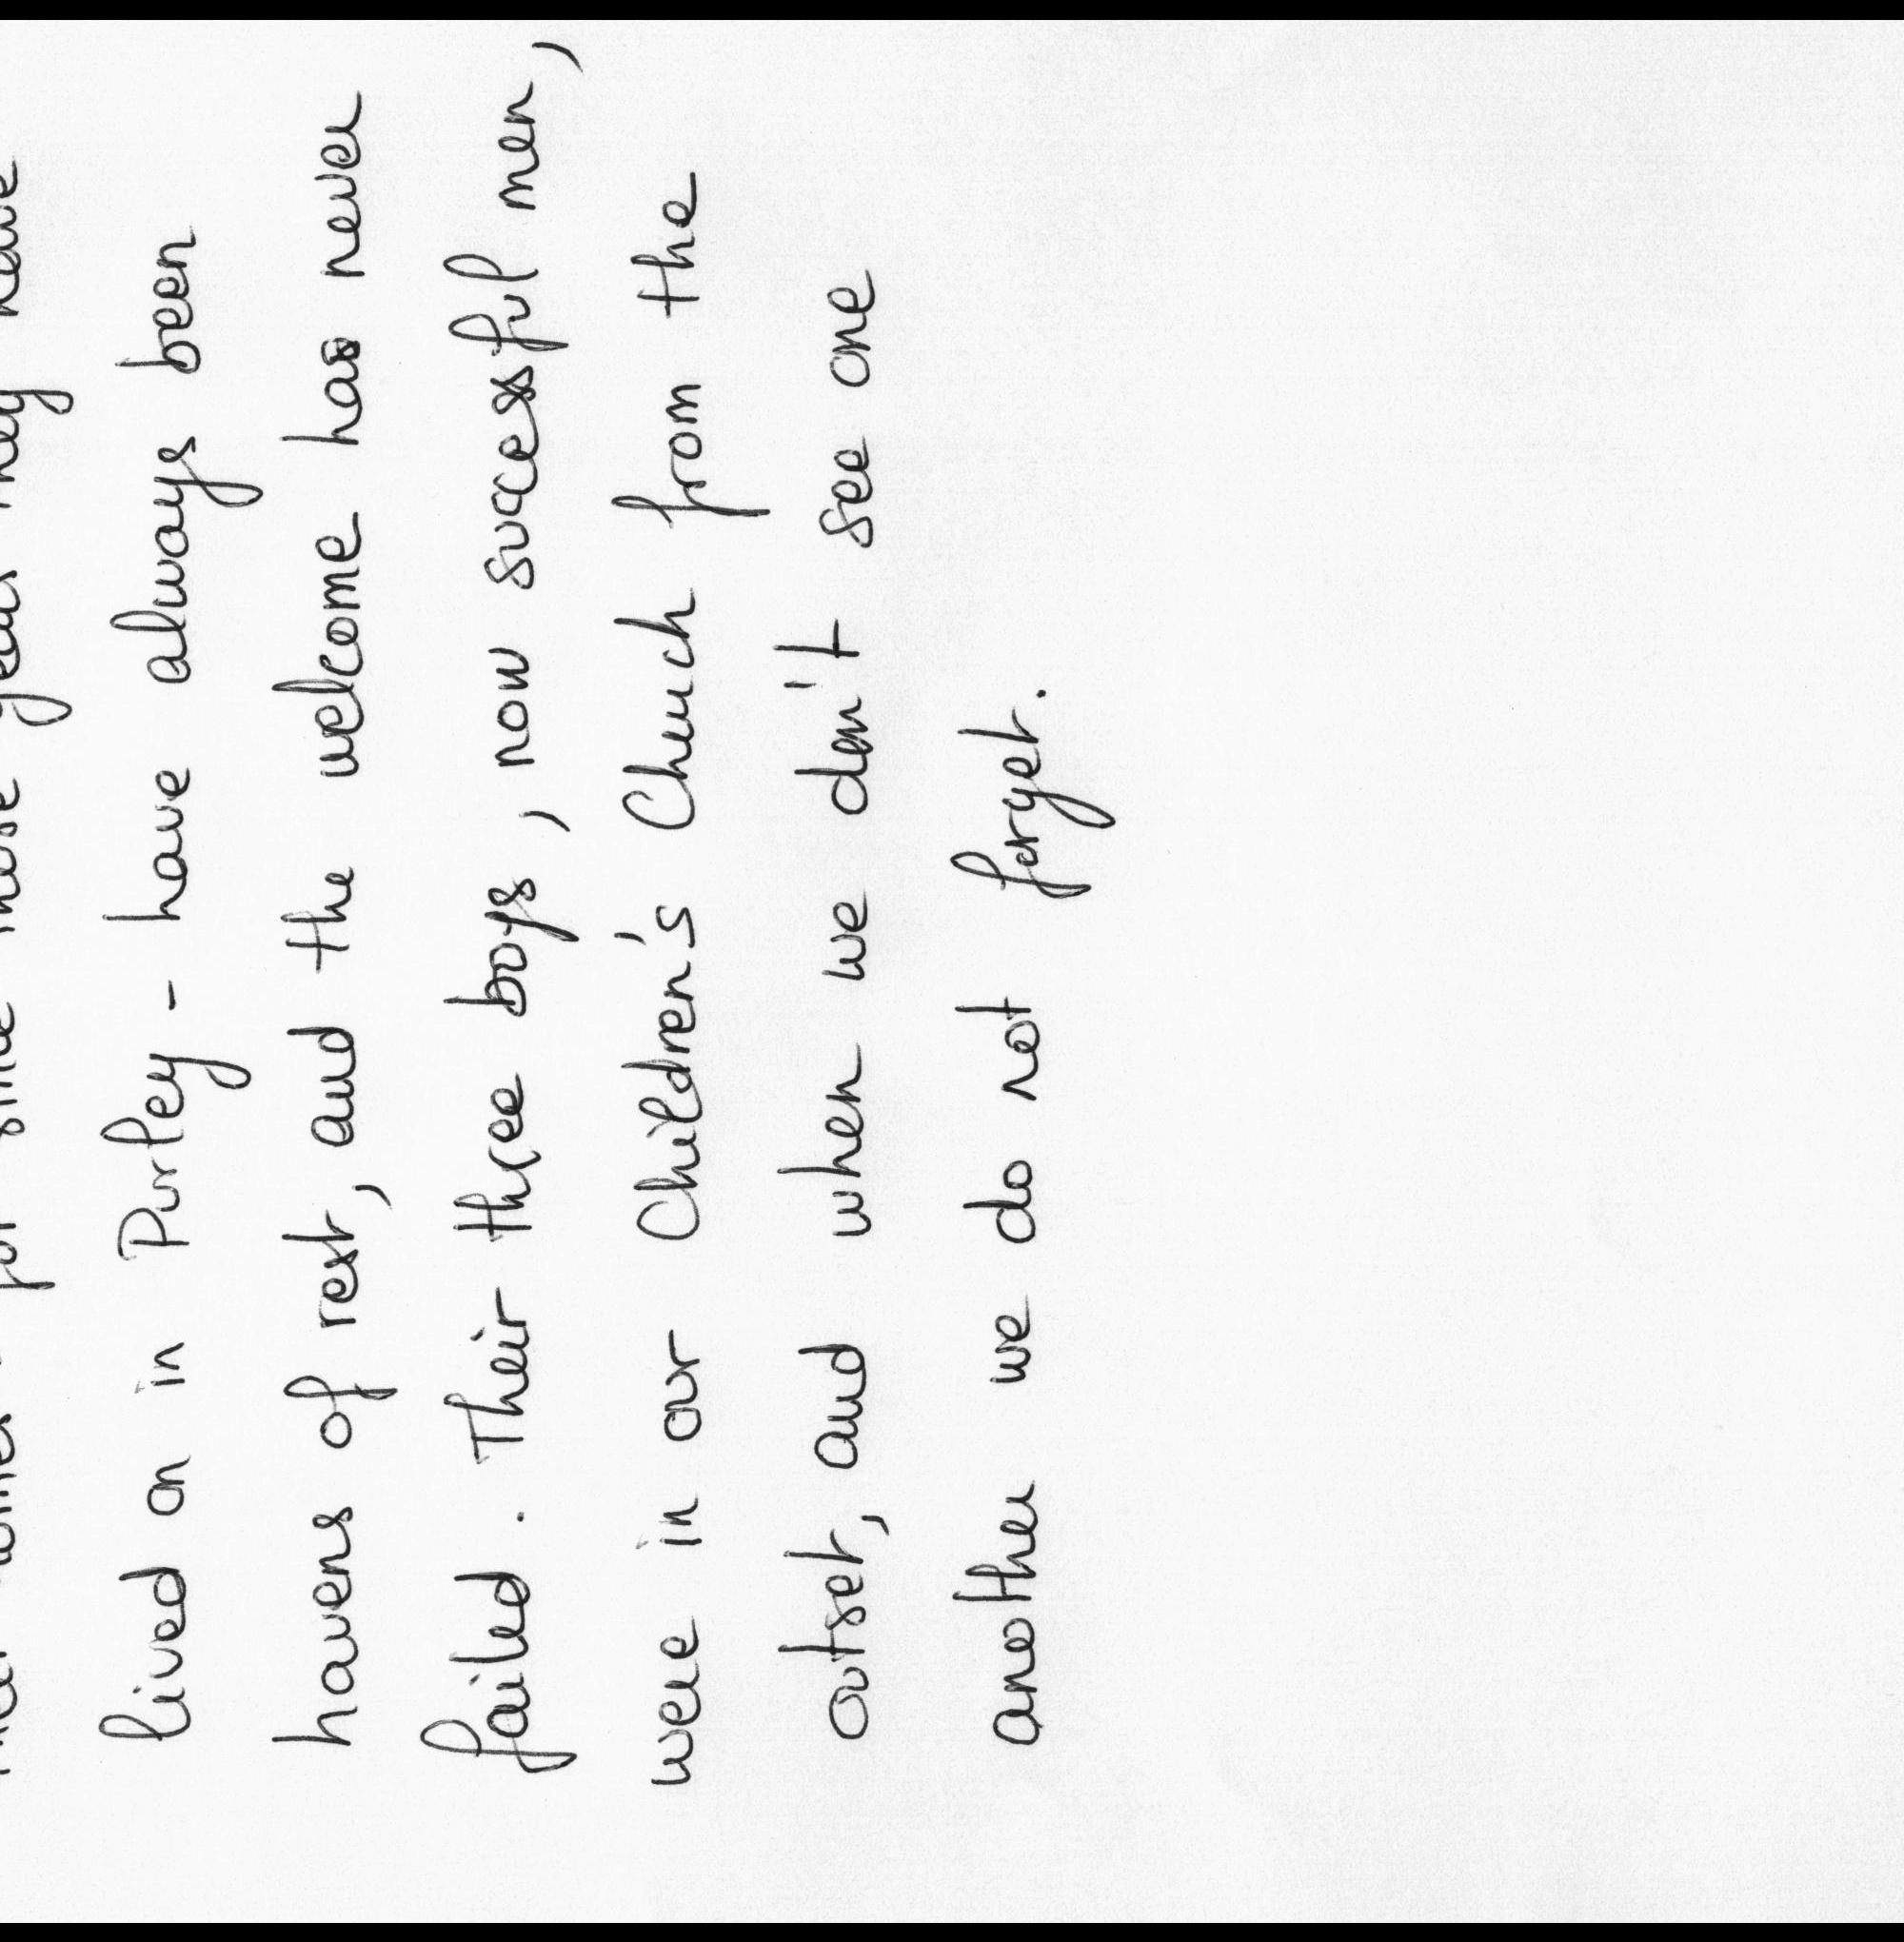 their homes - for since those years they have
lived on in Purley - have always been
havens of rest, and the welcome has never
failed. Their three boys, now successful men,
were in our Children's Church from the
outset, and when we don't see one
another we do not forget.